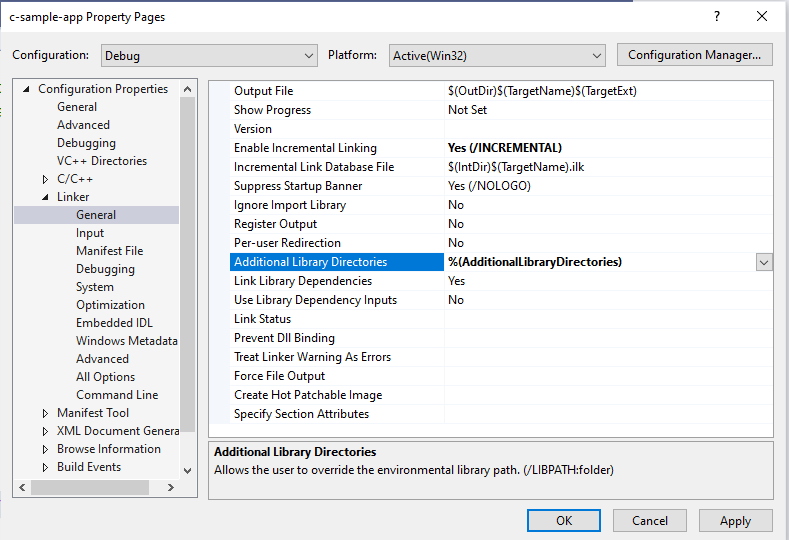 c-sample-app Property Pages
Configuration: Debug Platform: Active(Win32) Configuration Manager...
Configuration Properties
General
Advanced
Debugging
VC++ Directories
C/C++
Linker
General
Input
Manifest File
Debugging
System
Optimization
Embedded IDL
Windows Metadata
Advanced
All Options
Command Line
Manifest Tool
XML Document Genera
Browse Information
Build Events
Output File $(OutDir)$(TargetName)$(TargetExt)
Show Progress Not Set
Version
Enable Incremental Linking Yes (/INCREMENTAL)
Incremental Link Database File $(IntDir)$(TargetName).ilk
Suppress Startup Banner Yes (/NOLOGO)
Ignore Import Library No
Register Output No
Per-user Redirection No
Additional Library Directories %(AdditionalLibraryDirectories)
Link Library Dependencies Yes
Use Library Dependency Inputs No
Link Status
Prevent Dll Binding
Treat Linker Warning As Errors
Force File Output
Create Hot Patchable Image
Specify Section Attributes
Additional Library Directories
Allows the user to override the environmental library path. (/LIBPATH:folder)
OK Cancel Apply